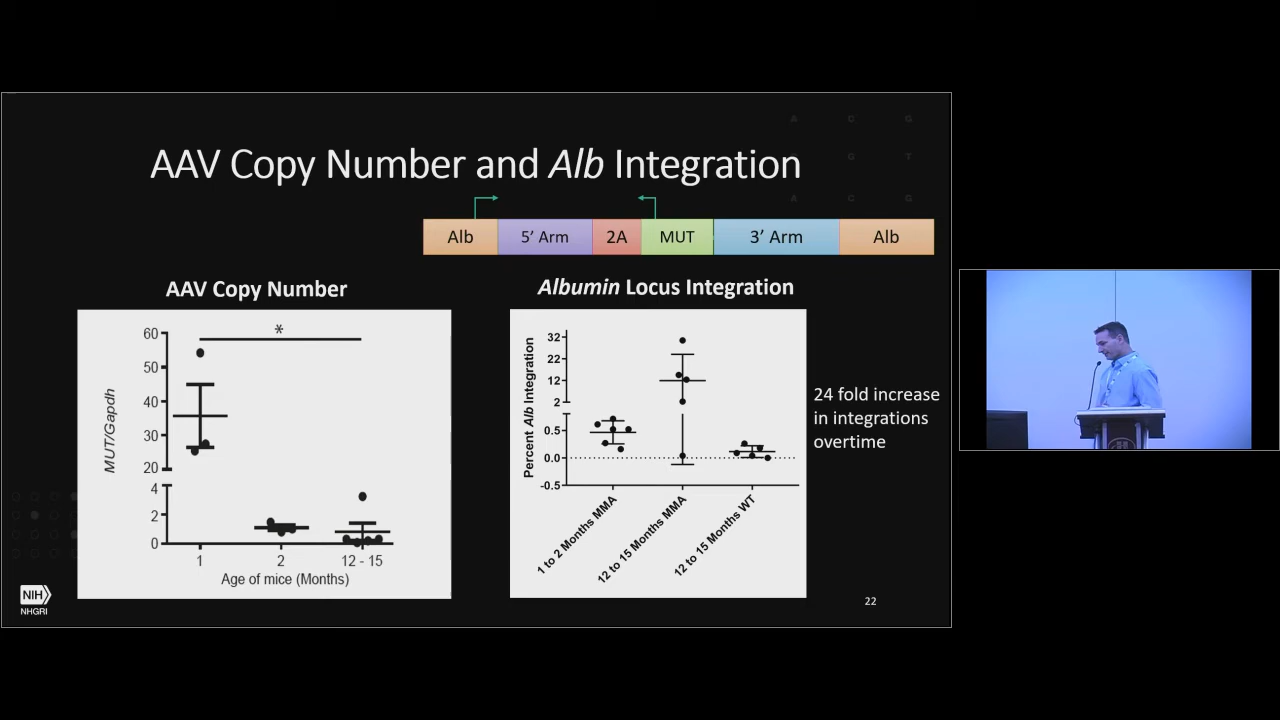 A G G
G T
A G G
AAV Copy Number and Alb Integration
Alb 5’ Arm 2A MUT 3’ Arm Alb
AAV Copy Number
MUT/Gapdh
60
50
40
30
20
4
2
0
*
1 2 12 - 15
Age of mice (Months)
Albumin Locus Integration
Percent Alb Integration
32
22
12
2
0.5
0.0
-0.5
1 to 2 Months MMA
12 to 15 Months MMA
12 to 15 Months WT
24 fold increase
in integrations
overtime
NIH
NHGRI
22